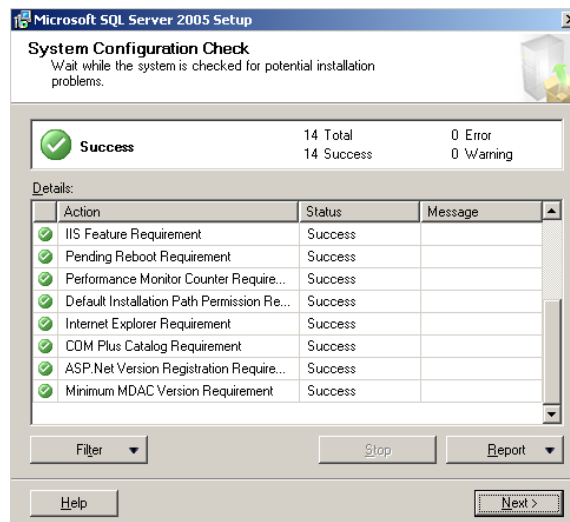 Microsoft SQL Server 2005 Setup
System Configuration Check
Wait while the system is checked for potential installation
problems.
Success 14 Total 0 Error
14 Success 0 Warning
Details:
Action Status Message
IIS Feature Requirement Success
Pending Reboot Requirement Success
Performance Monitor Counter Require... Success
Default Installation Path Permission Re... Success
Internet Explorer Requirement Success
COM Plus Catalog Requirement Success
ASP.Net Version Registration Require... Success
Minimum MDAC Version Requirement Success
Filter Stop Report
Help Next >